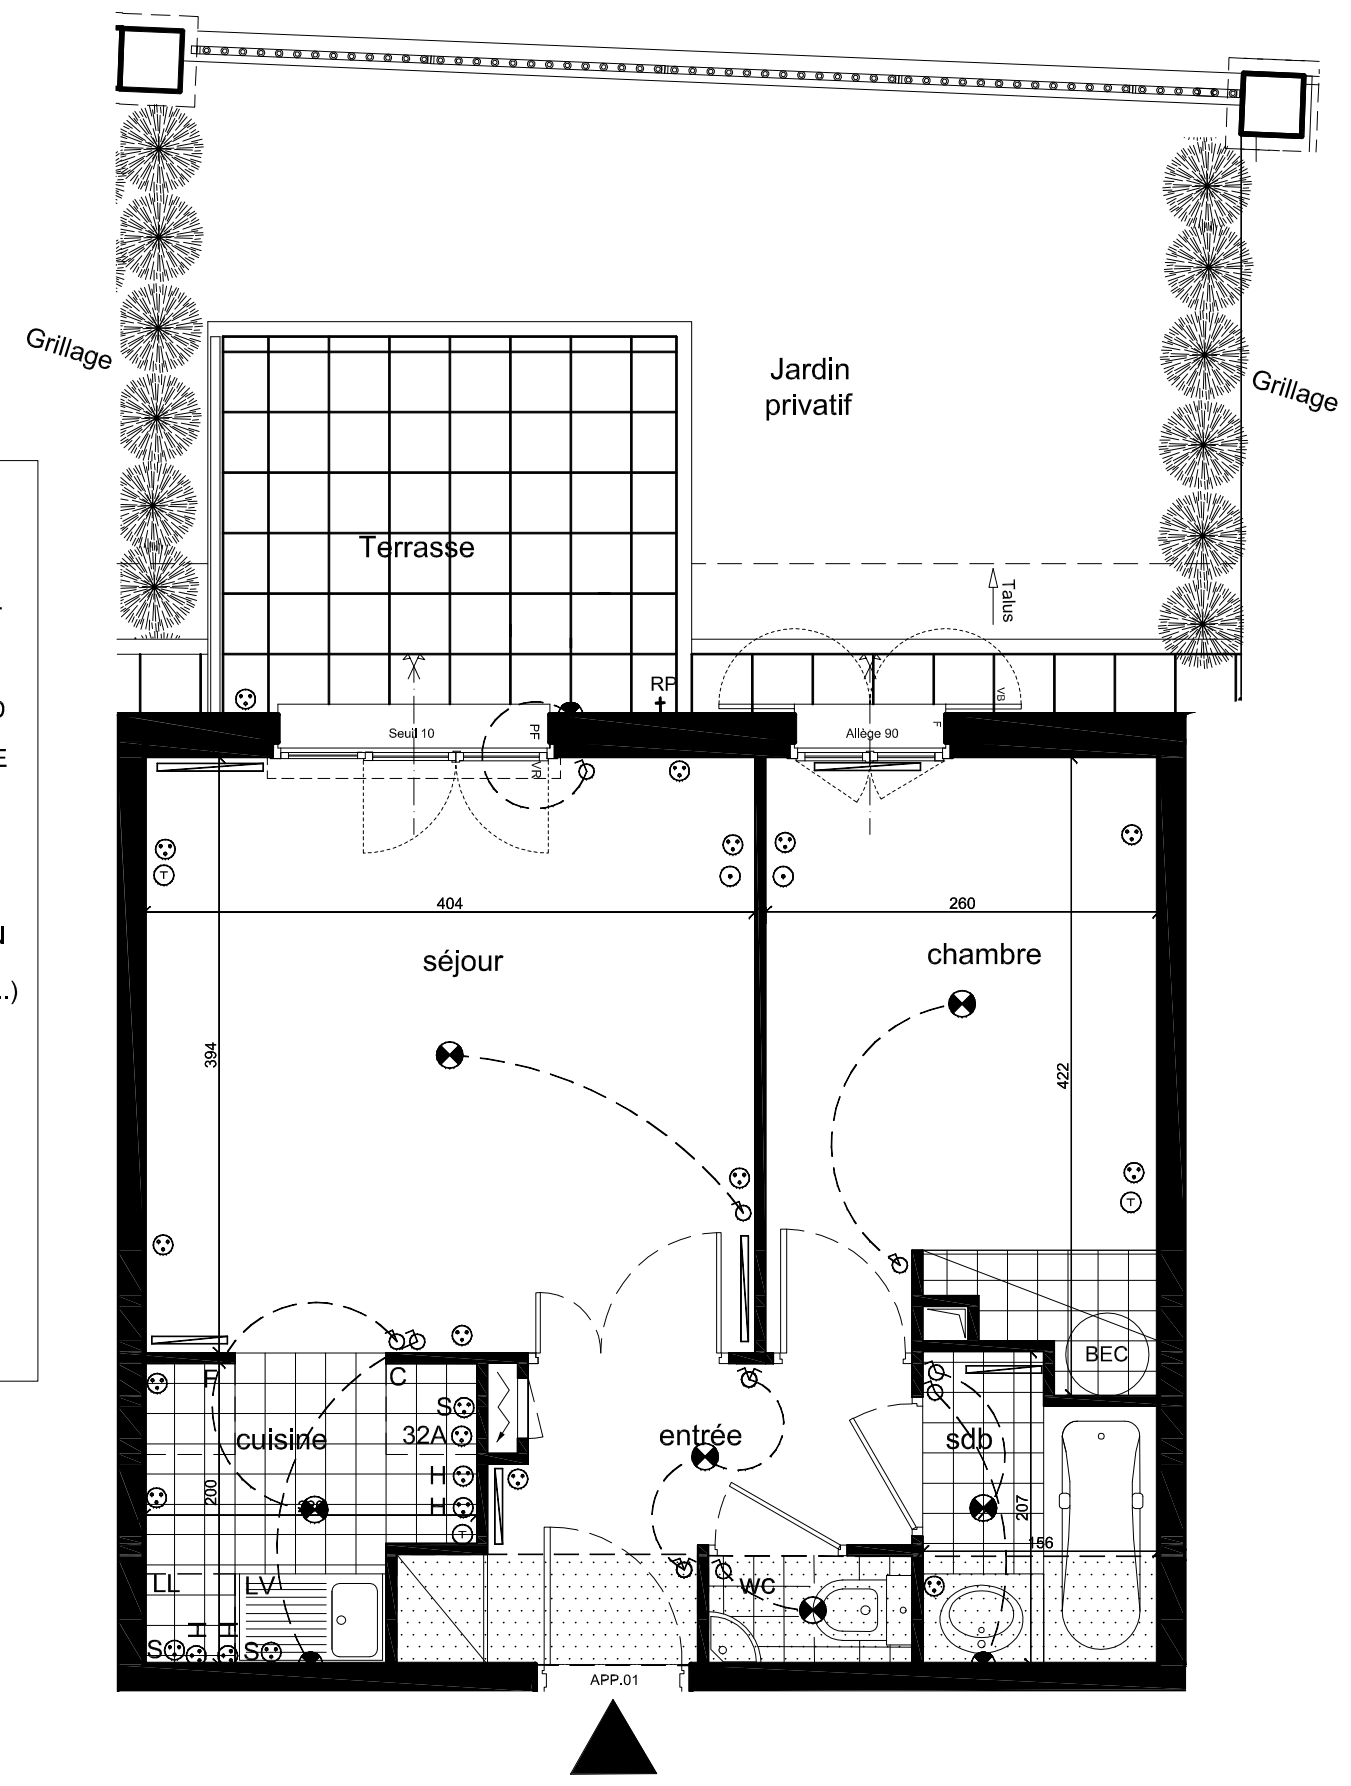 Grillage
Jardin
privatif
Grillage
Terrasse
Talus
RP
VB
Seuil 10
PF
VR
Allège 90
F
E
..)
T
404
260
séjour
chambre
394
422
T
BEC
F
C
S
32A
cuisine
entrée
sdb
H
H
200
T
207
156
LL
LV
wc
H
H
S
S
APP.01